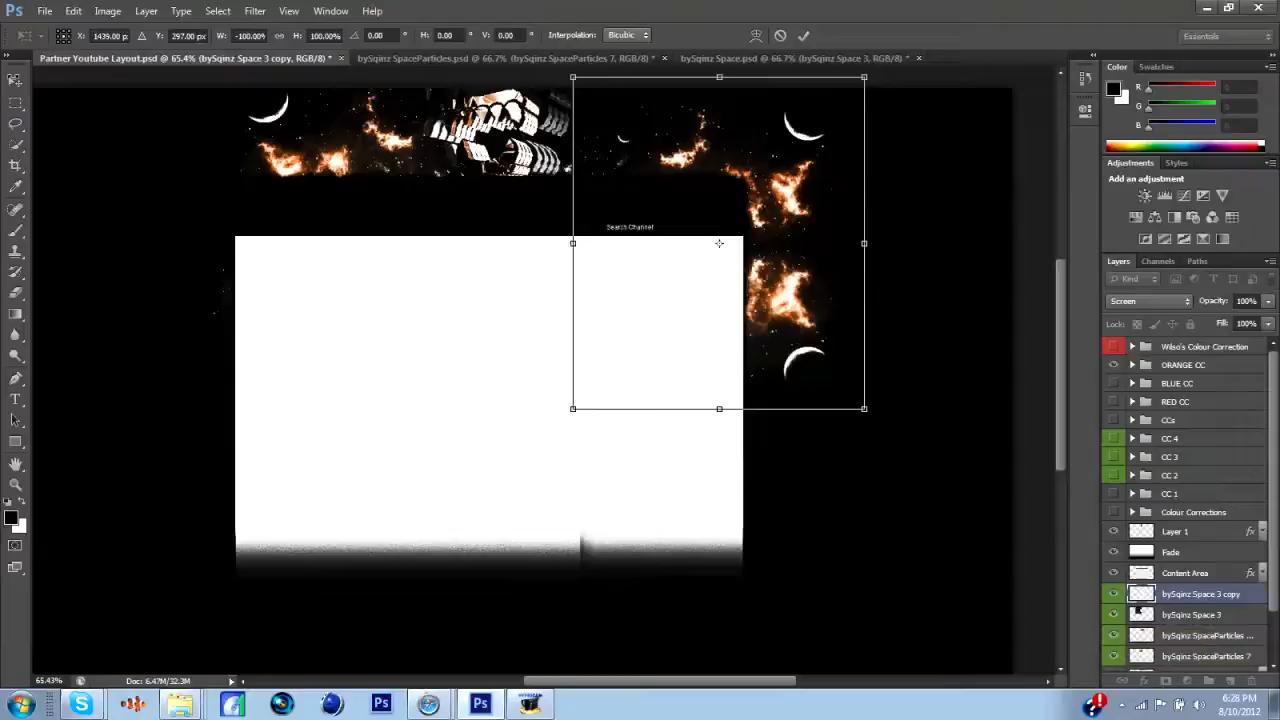 Ps File Edit Image Layer Type Select Filter View Window Help
X: 1439.00 px Y: 297.00 px W: -100.00% H: 100.00% 0.00 ° H: 0.00 ° V: 0.00 ° Interpolation: Bicubic Essentials
Partner Youtube Layout.psd @ 65.4% (bySqinz Space 3 copy, RGB/8) * × bySqinz SpaceParticles.psd @ 66.7% (bySqinz SpaceParticles 7, RGB/8) * × bySqinz Space.psd @ 66.7% (bySqinz Space 3, RGB/8) * ×
Color Swatches
R 0
G 0
B 0
Adjustments Styles
Add an adjustment
Search Channel
Layers Channels Paths
Kind
Screen Opacity: 100%
Lock: Fill: 100%
Wilso's Colour Correction
ORANGE CC
BLUE CC
RED CC
CCs
CC 4
CC 3
CC 2
CC 1
Colour Corrections
Layer 1 fx
Fade
Content Area fx
bySqinz Space 3 copy
bySqinz Space 3
bySqinz SpaceParticles ...
bySqinz SpaceParticles 7
65.43% Doc: 6.47M/32.3M
6:28 PM
8/10/2012